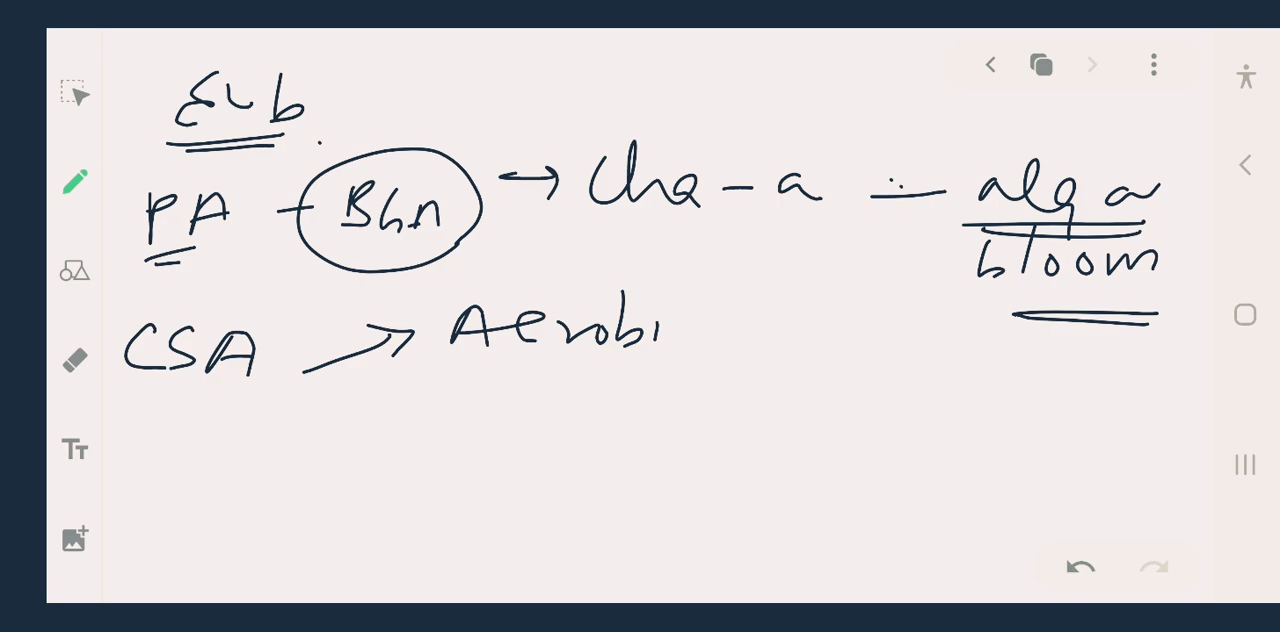 Eub
PA - Bhn ↔ Cha - a ÷ alga
bloom
CSA → Aerobi